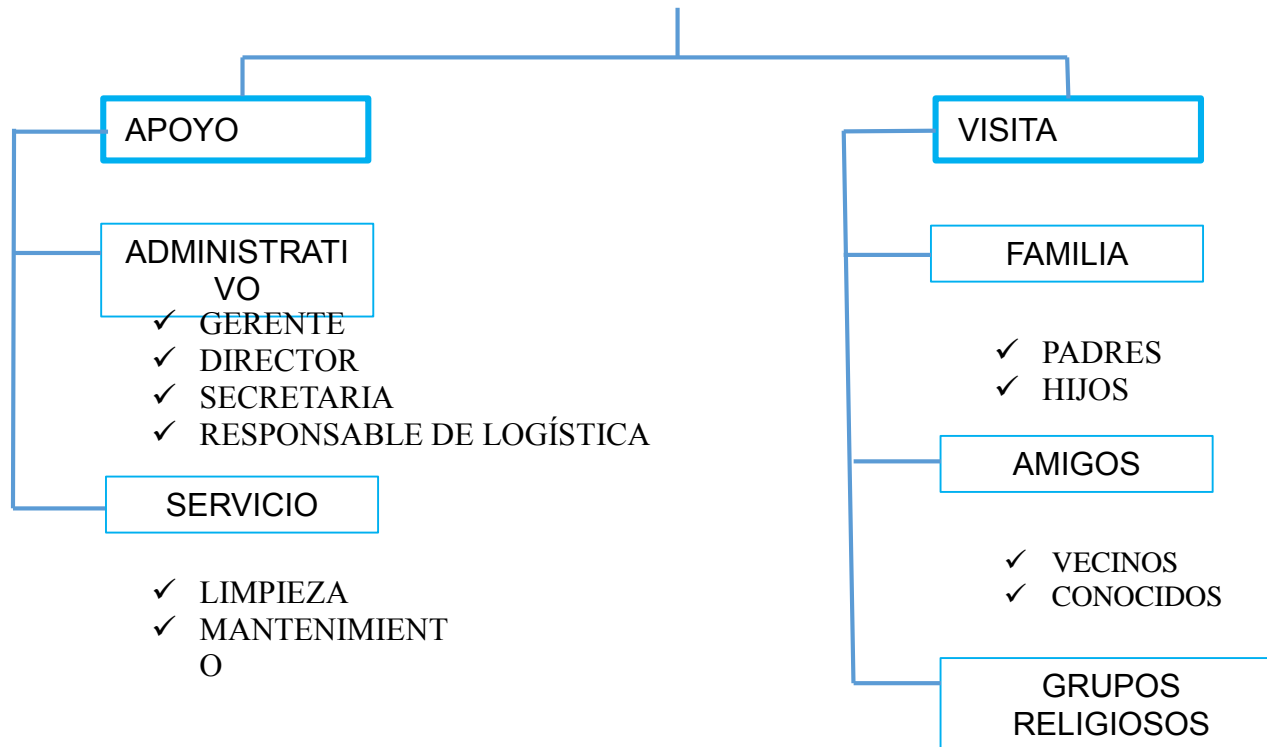 APOYO
ADMINISTRATI
VO
✓ GERENTE
✓ DIRECTOR
✓ SECRETARIA
✓ RESPONSABLE DE LOGÍSTICA
SERVICIO
✓ LIMPIEZA
✓ MANTENIMIENT
O
VISITA
FAMILIA
✓ PADRES
✓ HIJOS
AMIGOS
✓ VECINOS
✓ CONOCIDOS
GRUPOS
RELIGIOSOS